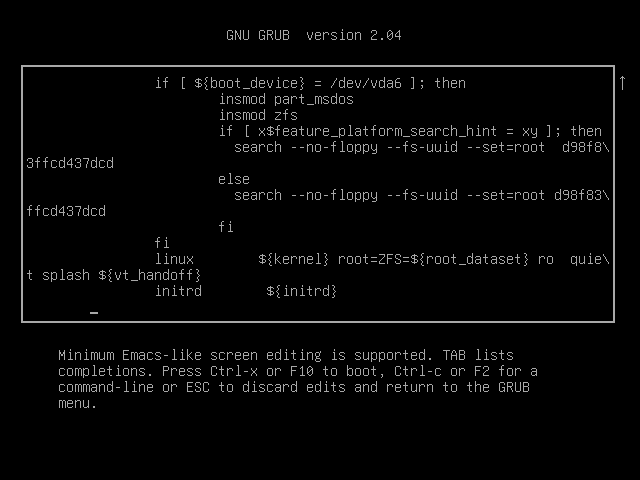 GNU GRUB  version 2.04
if [ ${boot_device} = /dev/vda6 ]; then
insmod part_msdos
insmod zfs
if [ x$feature_platform_search_hint = xy ]; then
search --no-floppy --fs-uuid --set=root  d98f8\
3ffcd437dcd
else
search --no-floppy --fs-uuid --set=root d98f83\
ffcd437dcd
fi
fi
linux        ${kernel} root=ZFS=${root_dataset} ro  quie\
t splash ${vt_handoff}
initrd        ${initrd}
Minimum Emacs-like screen editing is supported. TAB lists
completions. Press Ctrl-x or F10 to boot, Ctrl-c or F2 for a
command-line or ESC to discard edits and return to the GRUB
menu.